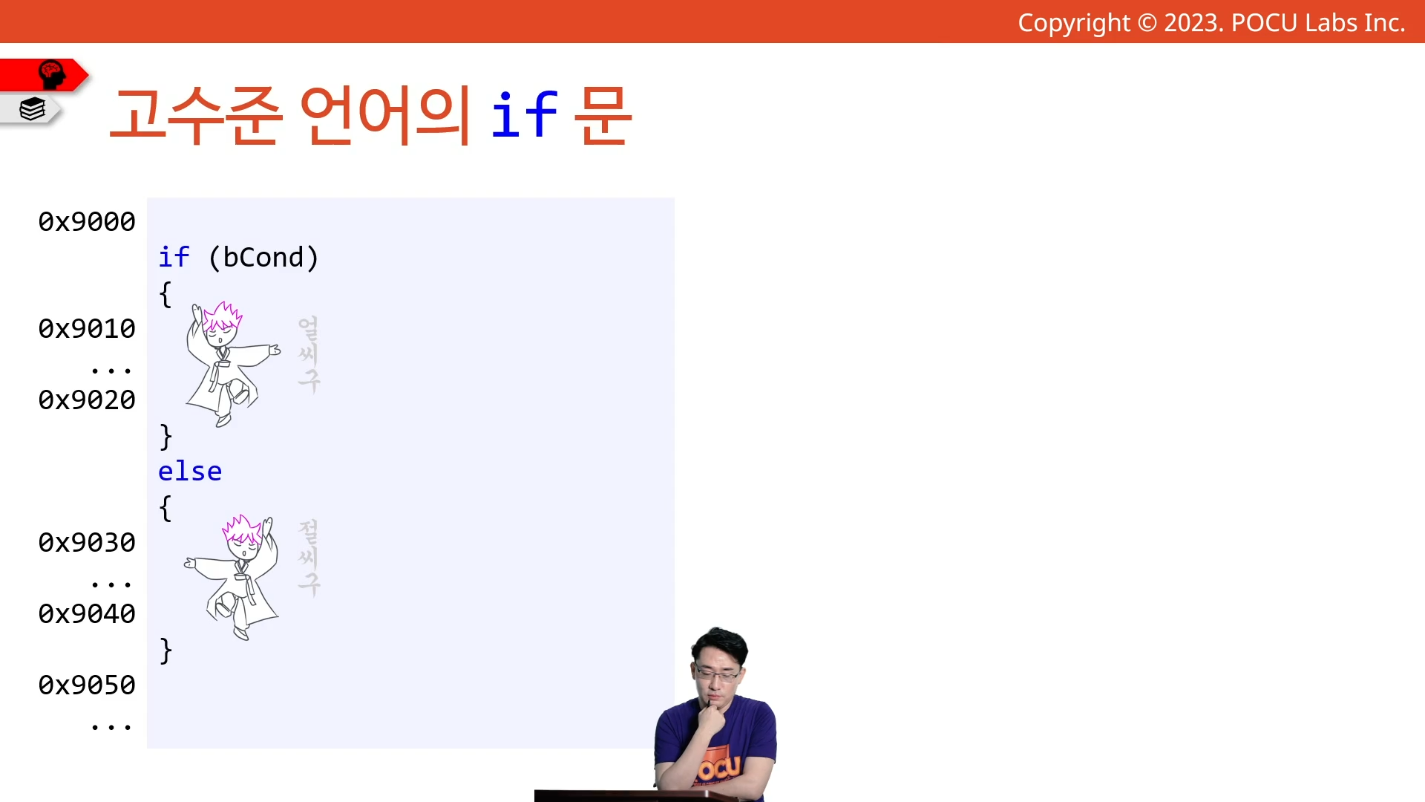 Copyright © 2023. POCU Labs Inc.
고수준 언어의 if 문
0x9000
if (bCond)
{
0x9010
...
0x9020
얼씨구
}
else
{
0x9030
...
0x9040
절씨구
}
0x9050
...
POCU